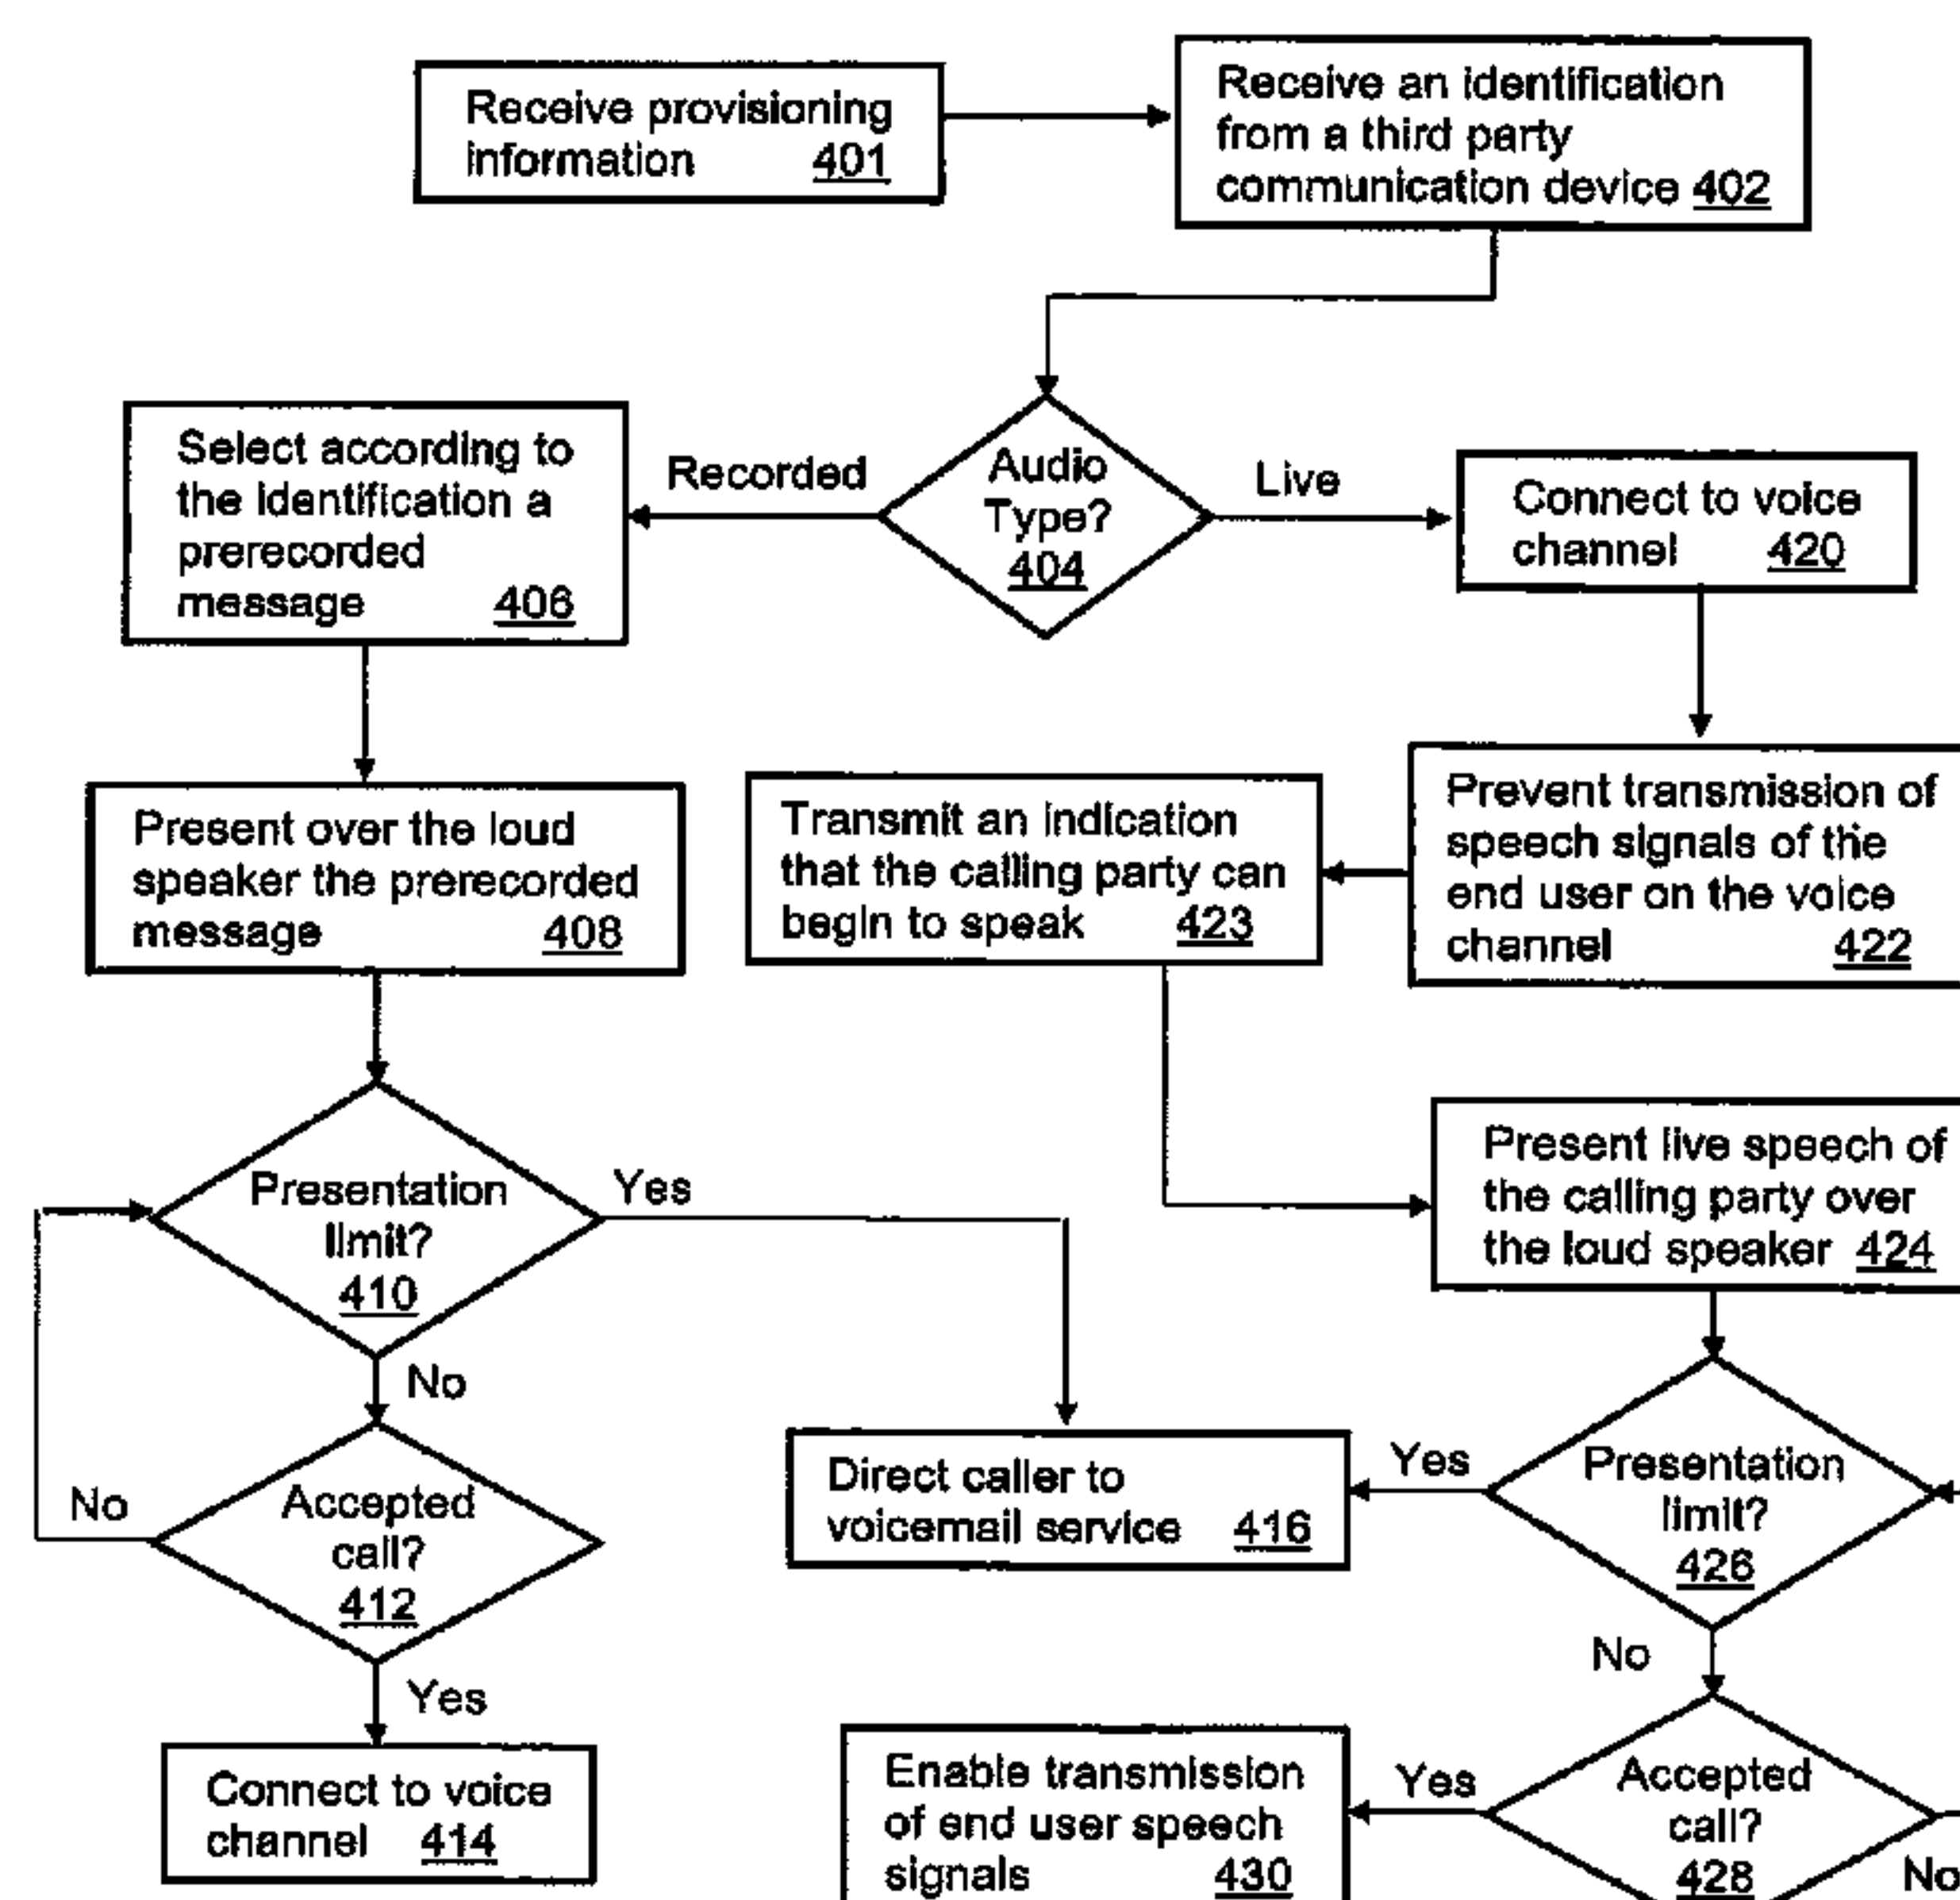 Receive provisioning
information 401
Receive an identification
from a third party
communication device 402
Audio
Type?
404
Recorded
Live
Select according to
the identification a
prerecorded
message 406
Connect to voice
channel 420
Present over the loud
speaker the prerecorded
message 408
Transmit an indication
that the calling party can
begin to speak 423
Prevent transmission of
speech signals of the
end user on the voice
channel 422
Present live speech of
the calling party over
the loud speaker 424
Presentation
limit?
410
Yes
No
Accepted
call?
412
No
Yes
Connect to voice
channel 414
Direct caller to
voicemail service 416
Yes
Presentation
limit?
426
No
Enable transmission
of end user speech
signals 430
Yes
Accepted
call?
428
No